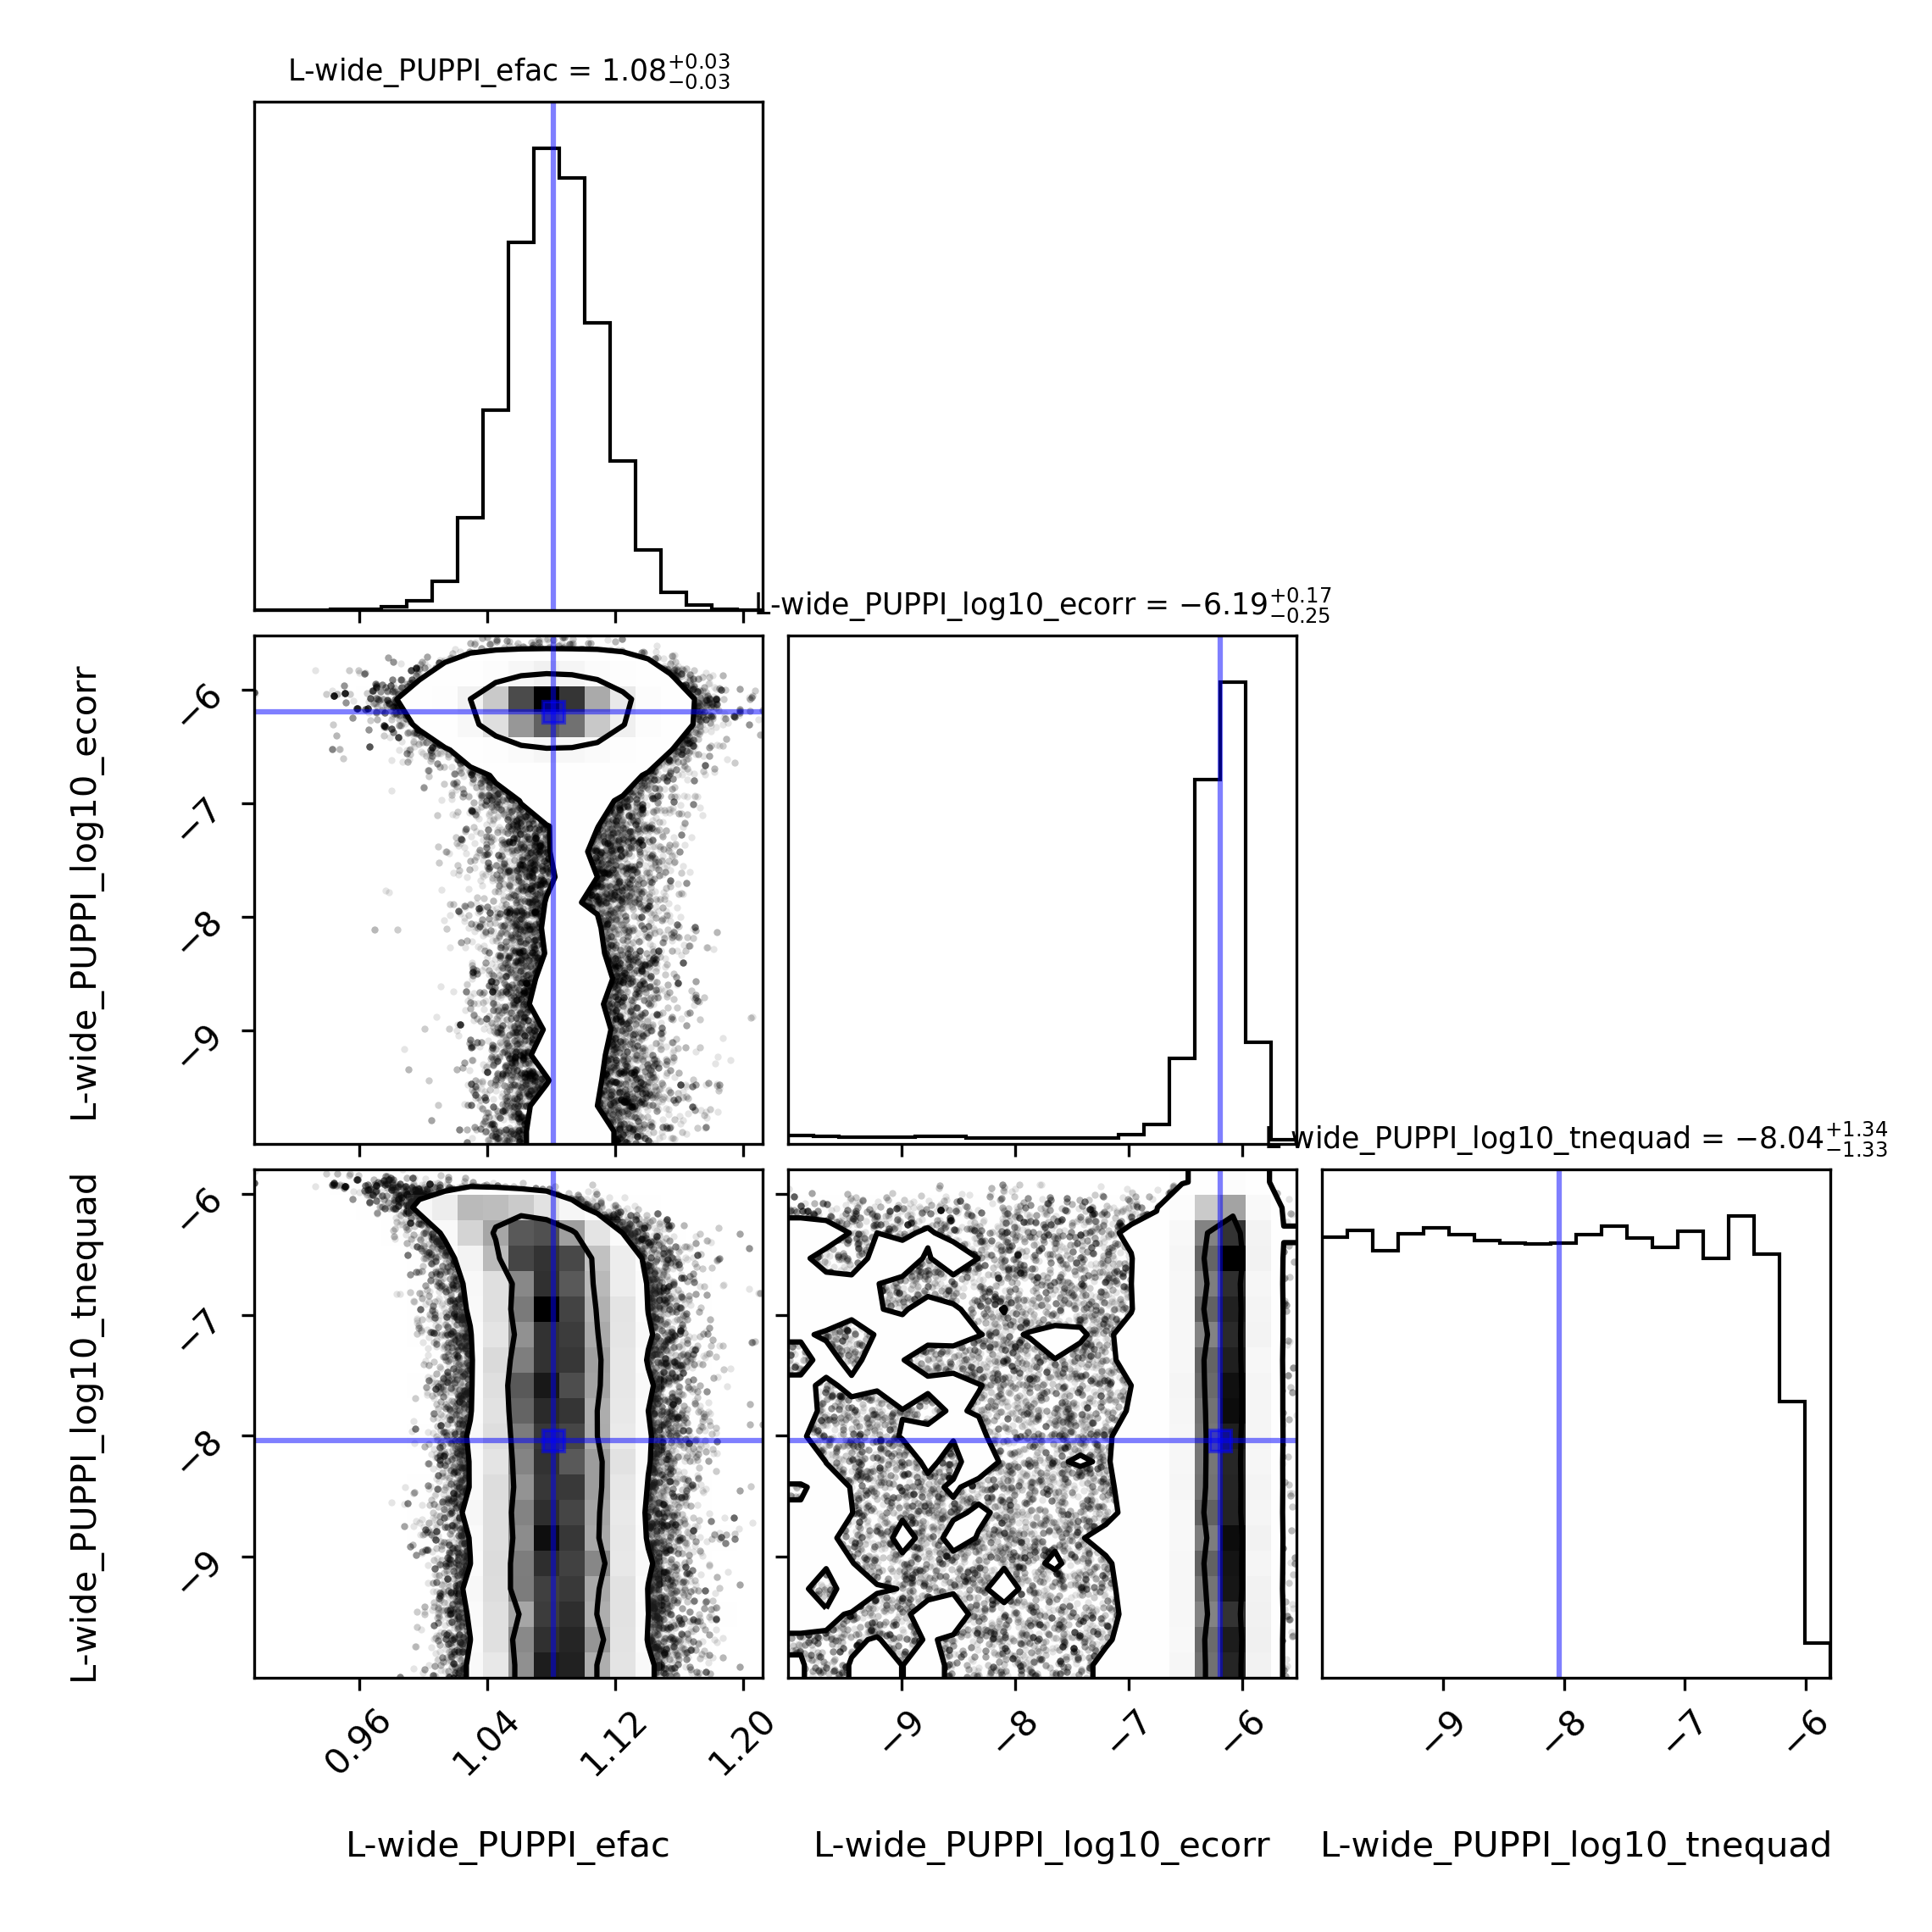 L-wide_PUPPI_efac = 1.08+0.03−0.03
L-wide_PUPPI_log10_ecorr = −6.19+0.17−0.25
L-wide_PUPPI_log10_ecorr
−6
−7
−8
−9
L-wide_PUPPI_log10_tnequad = −8.04+1.34−1.33
L-wide_PUPPI_log10_tnequad
−6
−7
−8
−9
0.96 1.04 1.12 1.20
−9 −8 −7 −6
−9 −8 −7 −6
L-wide_PUPPI_efac
L-wide_PUPPI_log10_ecorr
L-wide_PUPPI_log10_tnequad